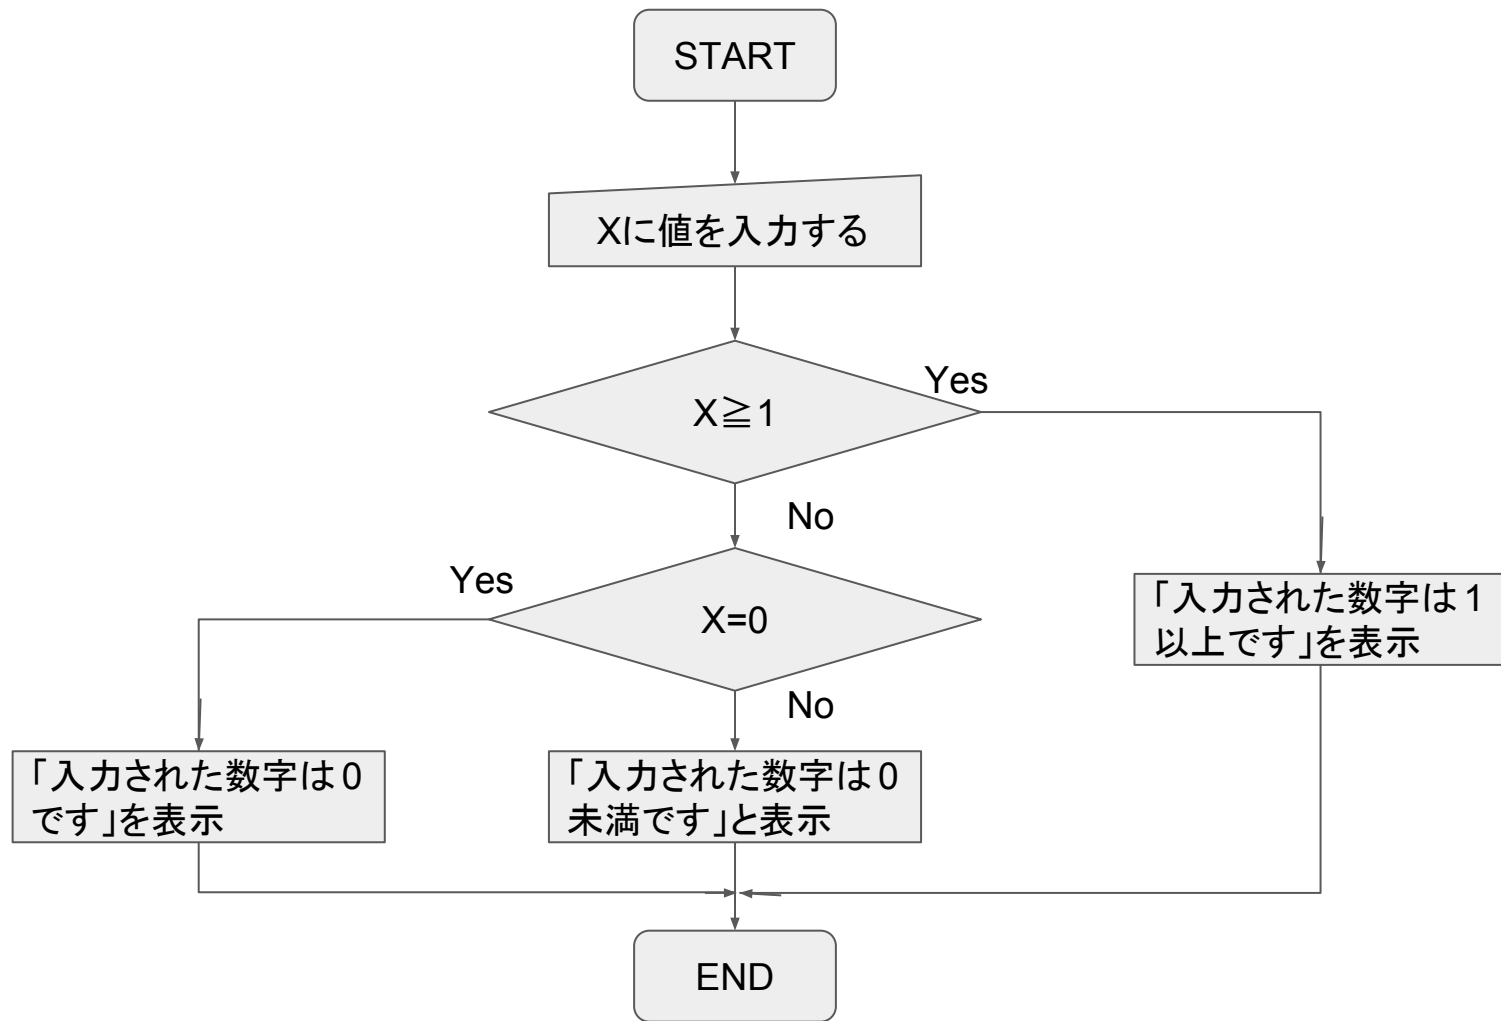 START
Xに値を入力する
X≧1
Yes
No
X=0
Yes
No
「入力された数字は1
以上です」を表示
「入力された数字は0
です」を表示
「入力された数字は0
未満です」と表示
END